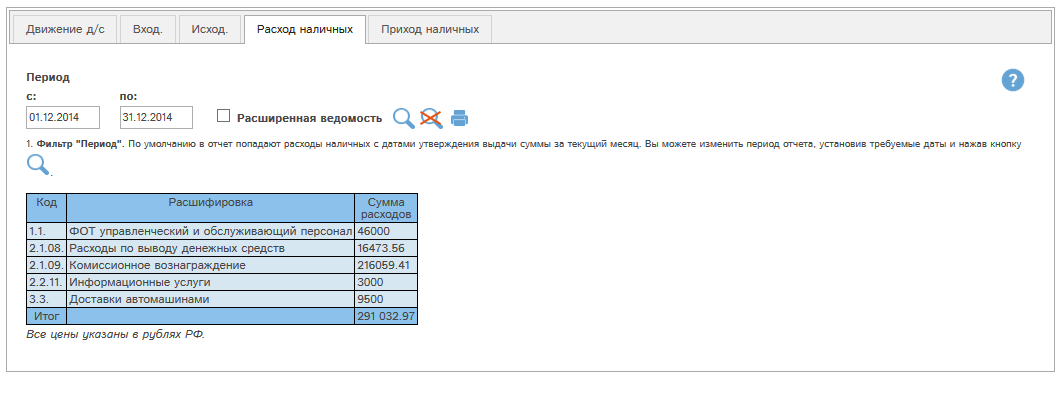 Движение д/с Вход. Исход. Расход наличных Приход наличных
Период
с: по:
01.12.2014 31.12.2014 Расширенная ведомость
1. Фильтр "Период". По умолчанию в отчет попадают расходы наличных с датами утверждения выдачи суммы за текущий месяц. Вы можете изменить период отчета, установив требуемые даты и нажав кнопку
.
Код Расшифировка Сумма
расходов
1.1. ФОТ управленческий и обслуживающий персонал 46000
2.1.08. Расходы по выводу денежных средств 16473.56
2.1.09. Комиссионное вознаграждение 216059.41
2.2.11. Информационные услуги 3000
3.3. Доставки автомашинами 9500
Итог 291 032.97
Все цены указаны в рублях РФ.